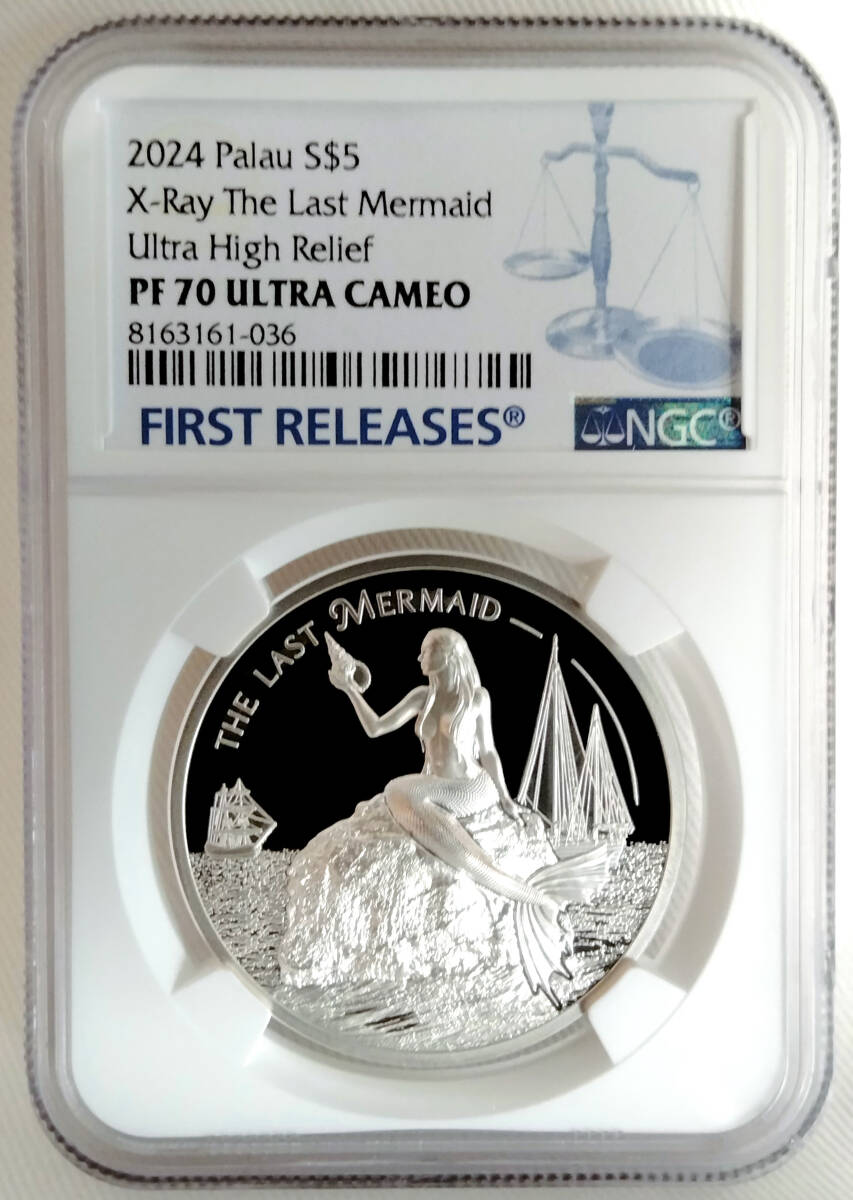 2024 Palau S$5
X-Ray The Last Mermaid
Ultra High Relief
PF 70 ULTRA CAMEO
8163161-036
FIRST RELEASES®
NGC®
THE LAST MERMAID